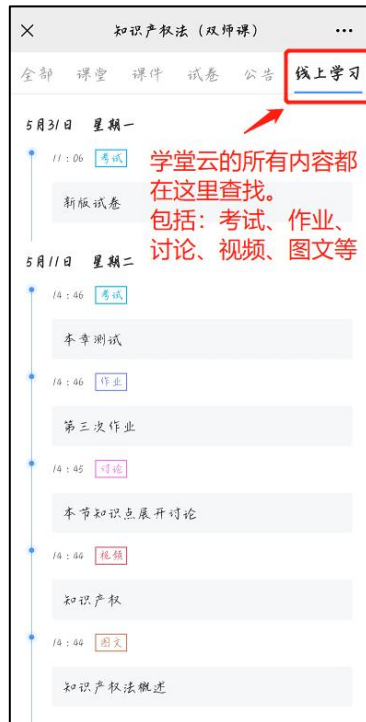 知识产权法（双师课）
全部 课堂 课件 试卷 公告 线上学习
5月31日 星期一
11：06 考试
新版试卷
学堂云的所有内容都
在这里查找。
包括：考试、作业、
讨论、视频、图文等
5月11日 星期二
14：46 考试
本章测试
14：46 作业
第三次作业
14：45 讨论
本节知识点展开讨论
14：44 视频
知识产权
14：44 图文
知识产权法概述